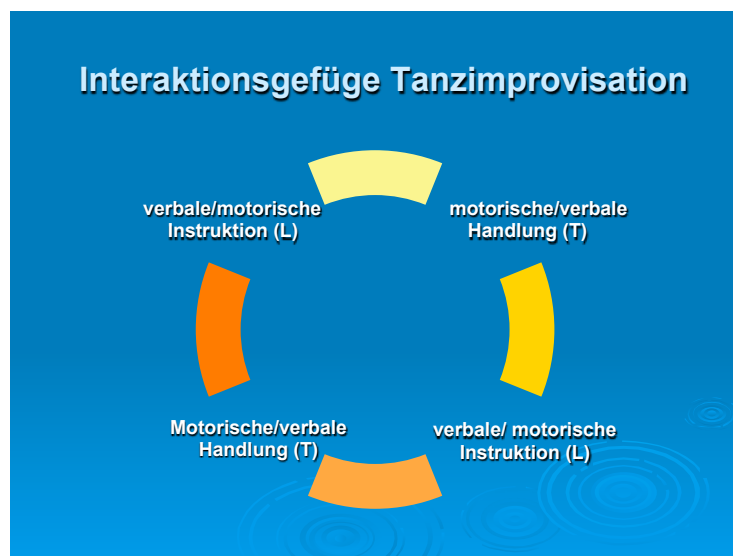 Interaktionsgefüge Tanzimprovisation
verbale/motorische
Instruktion (L)
motorische/verbale
Handlung (T)
Motorische/verbale
Handlung (T)
verbale/ motorische
Instruktion (L)